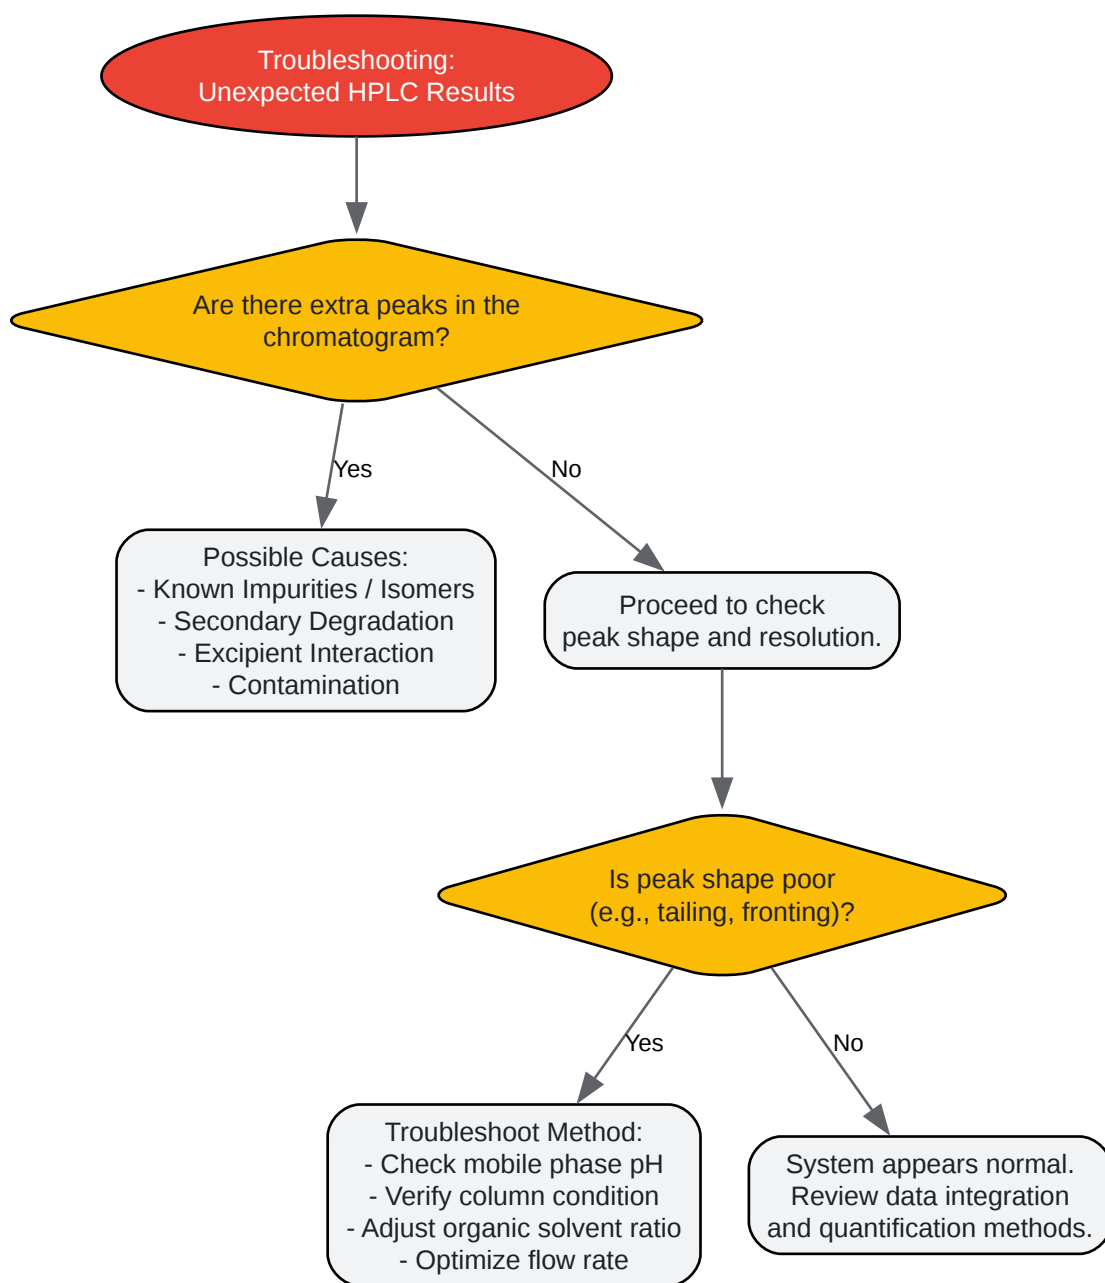 Troubleshooting:
Unexpected HPLC Results
Are there extra peaks in the
chromatogram?
Yes
No
Possible Causes:
- Known Impurities / Isomers
- Secondary Degradation
- Excipient Interaction
- Contamination
Proceed to check
peak shape and resolution.
Is peak shape poor
(e.g., tailing, fronting)?
Yes
No
Troubleshoot Method:
- Check mobile phase pH
- Verify column condition
- Adjust organic solvent ratio
- Optimize flow rate
System appears normal.
Review data integration
and quantification methods.